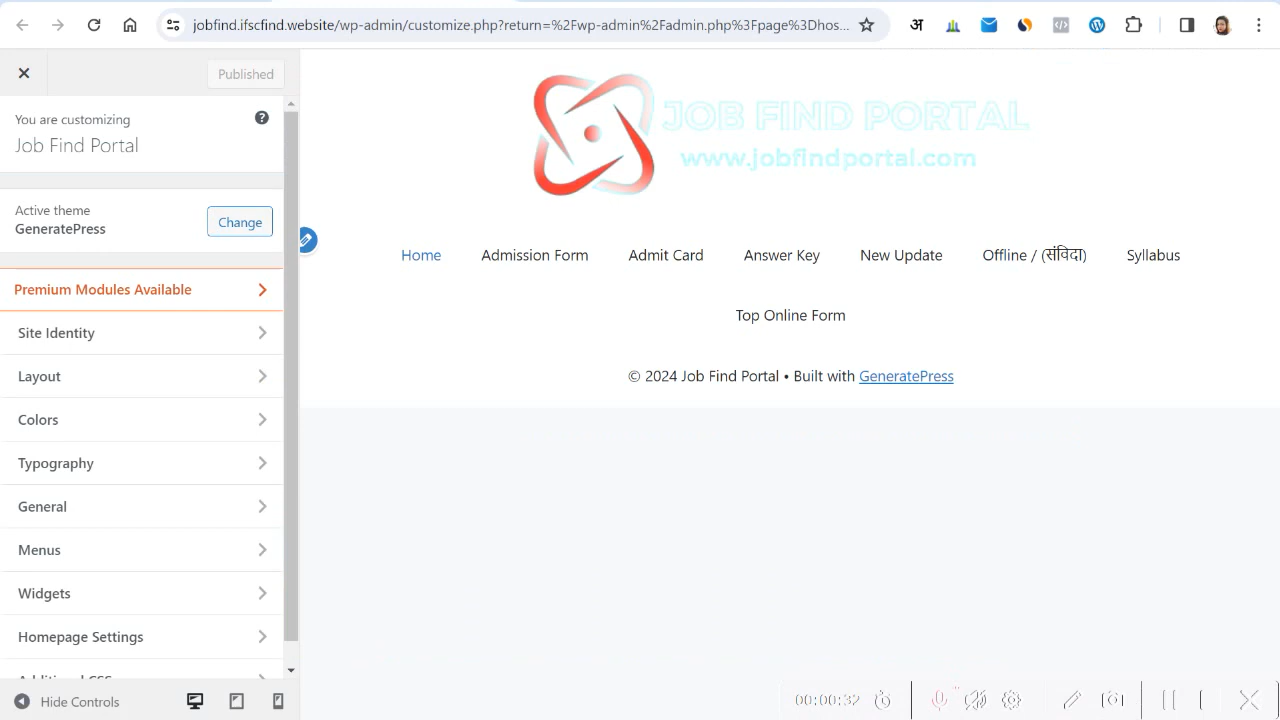 jobfind.ifscfind.website/wp-admin/customize.php?return=%2Fwp-admin%2Fadmin.php%3Fpage%3Dhos...
अ
Published
You are customizing
Job Find Portal
Active theme
GeneratePress
Change
Premium Modules Available
Site Identity
Layout
Colors
Typography
General
Menus
Widgets
Homepage Settings
Additional CSS
Hide Controls
JOB FIND PORTAL
www.jobfindportal.com
Home Admission Form Admit Card Answer Key New Update Offline / (संविदा) Syllabus
Top Online Form
© 2024 Job Find Portal • Built with GeneratePress
00:00:32